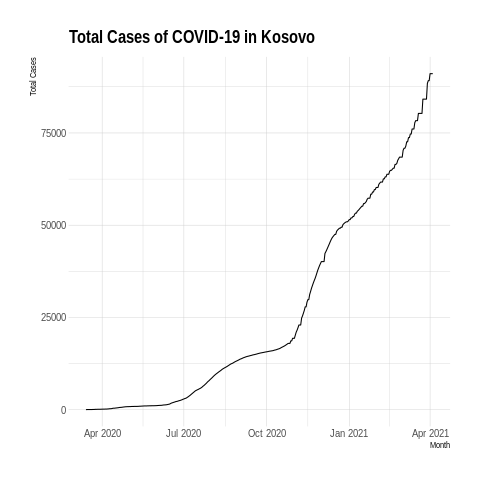 Total Cases of COVID-19 in Kosovo
Total Cases
75000
50000
25000
0
Apr 2020 Jul 2020 Oct 2020 Jan 2021 Apr 2021
Month